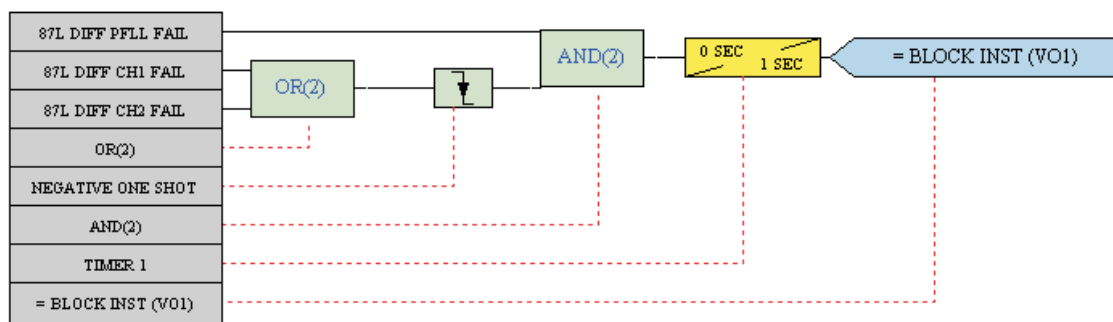 87L DIFF PFLL FAIL
87L DIFF CH1 FAIL
87L DIFF CH2 FAIL
OR(2)
NEGATIVE ONE SHOT
AND(2)
TIMER 1
= BLOCK INST (VO1)
OR(2)
AND(2)
0 SEC
1 SEC
= BLOCK INST (VO1)